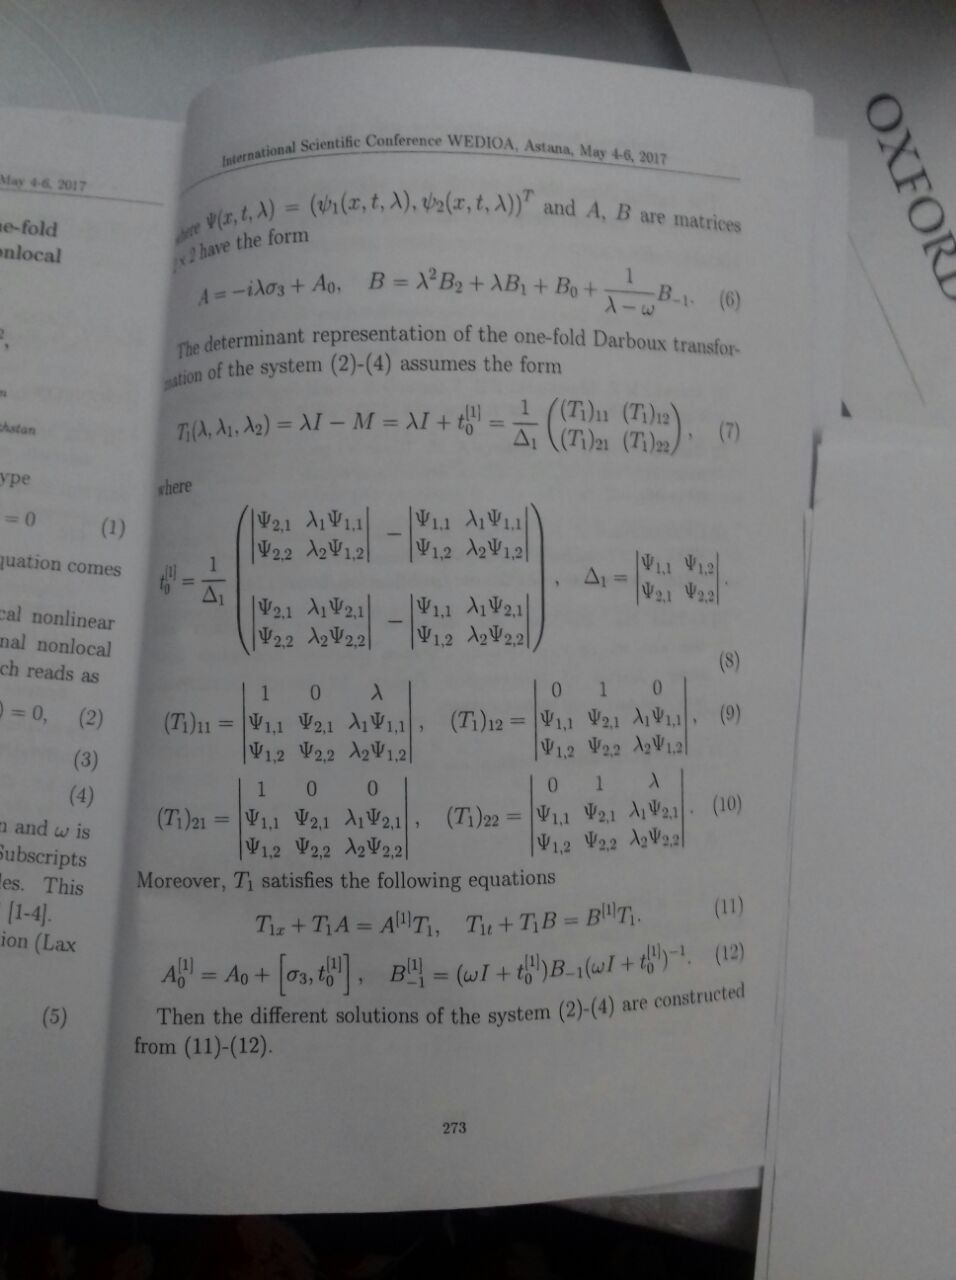 May 4-6, 2017
ne-fold
onlocal
2,
m
chstan
ype
= 0 (1)
quation comes
cal nonlinear
nal nonlocal
ch reads as
) = 0, (2)
(3)
(4)
n and ω is
Subscripts
les. This
[1-4].
ion (Lax
(5)
International Scientific Conference WEDIOA, Astana, May 4-6, 2017
where Ψ(x, t, λ) = (ψ₁(x, t, λ), ψ₂(x, t, λ))ᵀ and A, B are matrices
2 × 2 have the form
A = −iλσ₃ + A₀, B = λ²B₂ + λB₁ + B₀ + 1/(λ − ω) B₋₁. (6)
The determinant representation of the one-fold Darboux transfor-
mation of the system (2)-(4) assumes the form
T₁(λ, λ₁, λ₂) = λI − M = λI + t₀^[1] = 1/Δ₁ ( (T₁)₁₁ (T₁)₁₂
(T₁)₂₁ (T₁)₂₂ ), (7)
where
t₀^[1] = 1/Δ₁ ( |Ψ₂,₁ λ₁Ψ₁,₁| − |Ψ₁,₁ λ₁Ψ₁,₁|
|Ψ₂,₂ λ₂Ψ₁,₂| |Ψ₁,₂ λ₂Ψ₁,₂|
|Ψ₂,₁ λ₁Ψ₂,₁| − |Ψ₁,₁ λ₁Ψ₂,₁|
|Ψ₂,₂ λ₂Ψ₂,₂| |Ψ₁,₂ λ₂Ψ₂,₂| ), Δ₁ = |Ψ₁,₁ Ψ₁,₂|
|Ψ₂,₁ Ψ₂,₂|.
(8)
(T₁)₁₁ = |1 0 λ|, (T₁)₁₂ = |0 1 0|, (9)
|Ψ₁,₁ Ψ₂,₁ λ₁Ψ₁,₁| |Ψ₁,₁ Ψ₂,₁ λ₁Ψ₁,₁|
|Ψ₁,₂ Ψ₂,₂ λ₂Ψ₁,₂| |Ψ₁,₂ Ψ₂,₂ λ₂Ψ₁,₂|
(T₁)₂₁ = |1 0 0|, (T₁)₂₂ = |0 1 λ|. (10)
|Ψ₁,₁ Ψ₂,₁ λ₁Ψ₂,₁| |Ψ₁,₁ Ψ₂,₁ λ₁Ψ₂,₁|
|Ψ₁,₂ Ψ₂,₂ λ₂Ψ₂,₂| |Ψ₁,₂ Ψ₂,₂ λ₂Ψ₂,₂|
Moreover, T₁ satisfies the following equations
T₁ₓ + T₁A = A^[1]T₁, T₁ₜ + T₁B = B^[1]T₁. (11)
A₀^[1] = A₀ + [σ₃, t₀^[1]], B₋₁^[1] = (ωI + t₀^[1])B₋₁(ωI + t₀^[1])⁻¹. (12)
Then the different solutions of the system (2)-(4) are constructed
from (11)-(12).
273
OXFORD